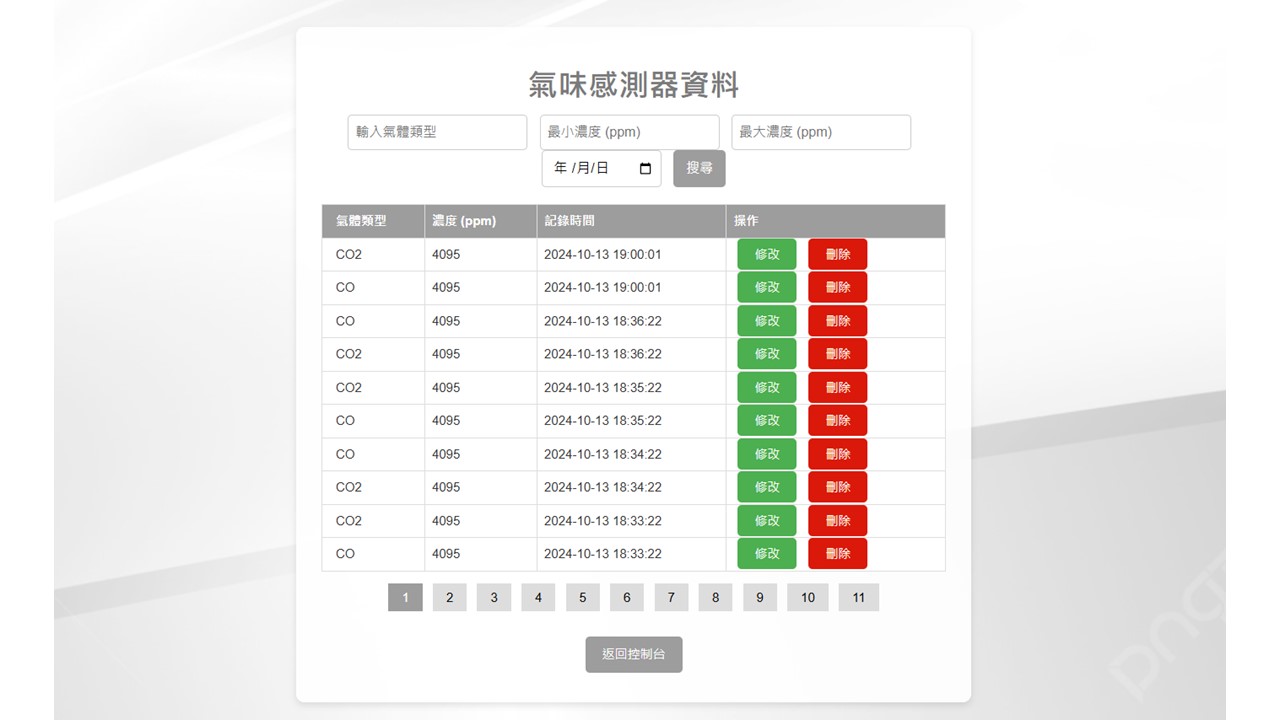 氣味感測器資料
輸入氣體類型 最小濃度 (ppm) 最大濃度 (ppm)
年 /月/日 搜尋
氣體類型 濃度 (ppm) 記錄時間 操作
CO2 4095 2024-10-13 19:00:01 修改 刪除
CO 4095 2024-10-13 19:00:01 修改 刪除
CO 4095 2024-10-13 18:36:22 修改 刪除
CO2 4095 2024-10-13 18:36:22 修改 刪除
CO2 4095 2024-10-13 18:35:22 修改 刪除
CO 4095 2024-10-13 18:35:22 修改 刪除
CO 4095 2024-10-13 18:34:22 修改 刪除
CO2 4095 2024-10-13 18:34:22 修改 刪除
CO2 4095 2024-10-13 18:33:22 修改 刪除
CO 4095 2024-10-13 18:33:22 修改 刪除
1 2 3 4 5 6 7 8 9 10 11
返回控制台